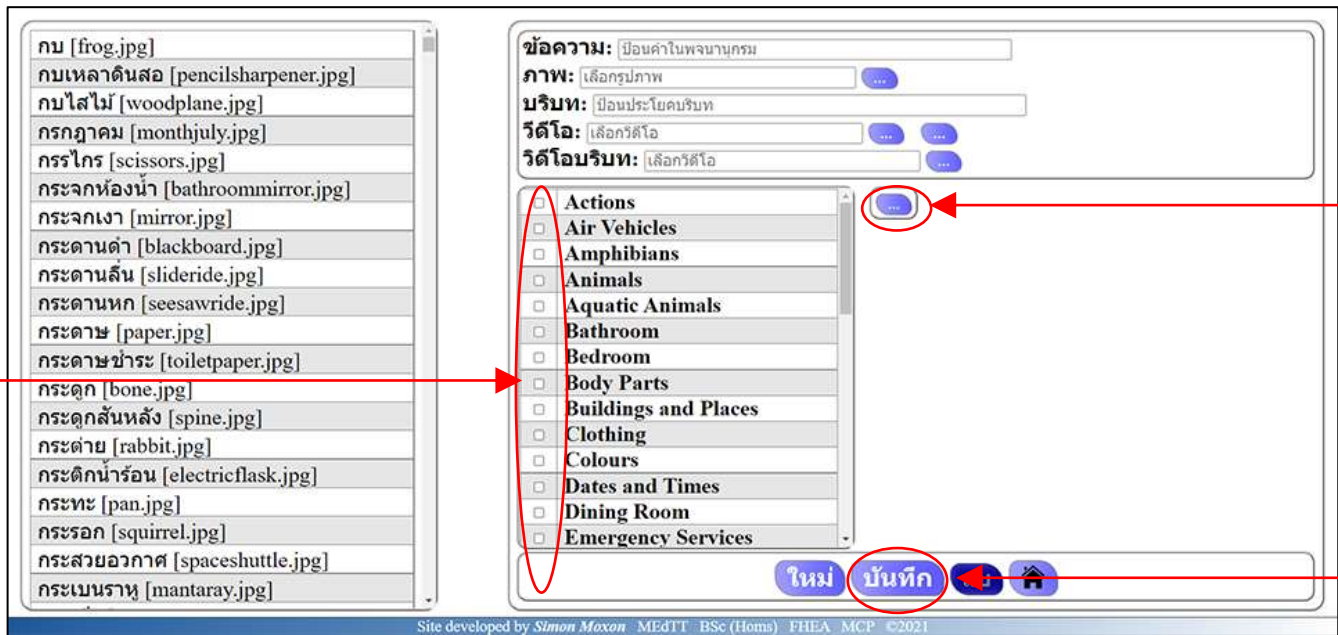 กบ [frog.jpg]
กบเหลาดินสอ [pencilsharpener.jpg]
กบไสไม้ [woodplane.jpg]
กรกฎาคม [monthjuly.jpg]
กรรไกร [scissors.jpg]
กระจกห้องน้ำ [bathroommirror.jpg]
กระจกเงา [mirror.jpg]
กระดานดำ [blackboard.jpg]
กระดานลื่น [slideride.jpg]
กระดานหก [seesawride.jpg]
กระดาษ [paper.jpg]
กระดาษชำระ [toiletpaper.jpg]
กระดูก [bone.jpg]
กระดูกสันหลัง [spine.jpg]
กระต่าย [rabbit.jpg]
กระติกน้ำร้อน [electricflask.jpg]
กระทะ [pan.jpg]
กระรอก [squirrel.jpg]
กระสวยอวกาศ [spaceshuttle.jpg]
กระเบนราหู [mantaray.jpg]
ข้อความ: ป้อนคำในพจนานุกรม
ภาพ: เลือกรูปภาพ ...
บริบท: ป้อนประโยคบริบท
วีดีโอ: เลือกวิดีโอ ... ...
วิดีโอบริบท: เลือกวิดีโอ ...
Actions
...
Air Vehicles
Amphibians
Animals
Aquatic Animals
Bathroom
Bedroom
Body Parts
Buildings and Places
Clothing
Colours
Dates and Times
Dining Room
Emergency Services
ใหม่ บันทึก
Site developed by Simon Moxon MEdTT BSc (Homs) FHEA MCP ©2021